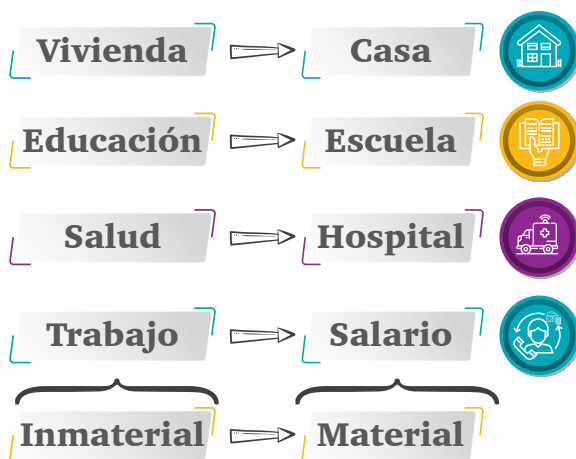 Vivienda Casa
Educación Escuela
Salud Hospital
Trabajo Salario
Inmaterial Material